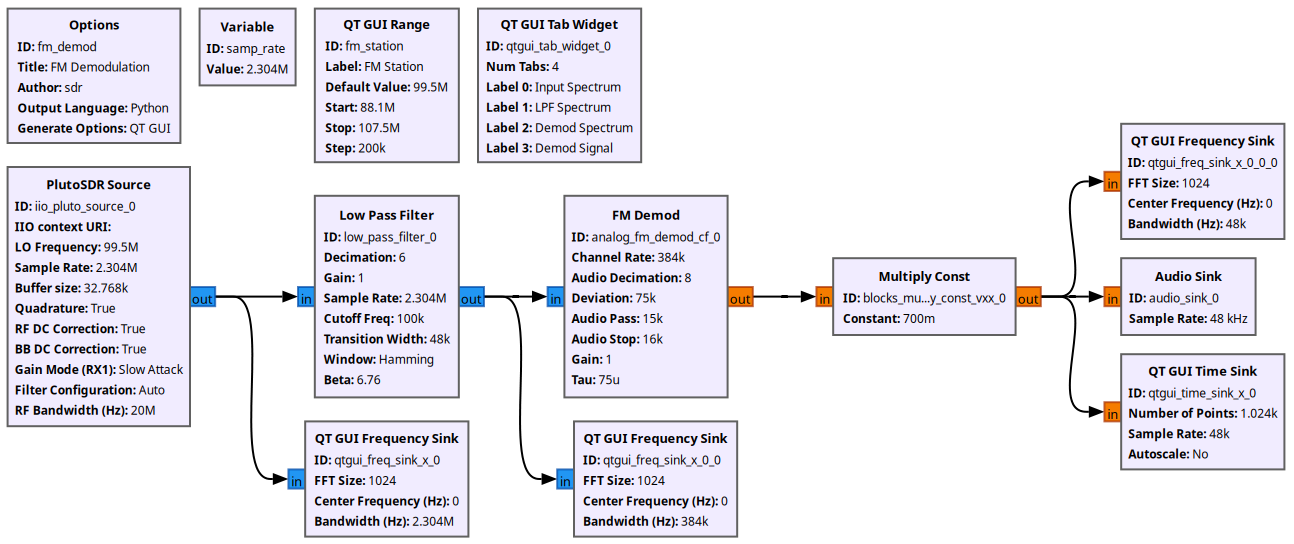 Options
ID: fm_demod
Title: FM Demodulation
Author: sdr
Output Language: Python
Generate Options: QT GUI
Variable
ID: samp_rate
Value: 2.304M
QT GUI Range
ID: fm_station
Label: FM Station
Default Value: 99.5M
Start: 88.1M
Stop: 107.5M
Step: 200k
QT GUI Tab Widget
ID: qtgui_tab_widget_0
Num Tabs: 4
Label 0: Input Spectrum
Label 1: LPF Spectrum
Label 2: Demod Spectrum
Label 3: Demod Signal
PlutoSDR Source
ID: iio_pluto_source_0
IIO context URI:
LO Frequency: 99.5M
Sample Rate: 2.304M
Buffer size: 32.768k
Quadrature: True
RF DC Correction: True
BB DC Correction: True
Gain Mode (RX1): Slow Attack
Filter Configuration: Auto
RF Bandwidth (Hz): 20M
out
in
Low Pass Filter
ID: low_pass_filter_0
Decimation: 6
Gain: 1
Sample Rate: 2.304M
Cutoff Freq: 100k
Transition Width: 48k
Window: Hamming
Beta: 6.76
out
in
FM Demod
ID: analog_fm_demod_cf_0
Channel Rate: 384k
Audio Decimation: 8
Deviation: 75k
Audio Pass: 15k
Audio Stop: 16k
Gain: 1
Tau: 75u
out
in
Multiply Const
ID: blocks_mu...y_const_vxx_0
Constant: 700m
out
in
QT GUI Frequency Sink
ID: qtgui_freq_sink_x_0_0_0
FFT Size: 1024
Center Frequency (Hz): 0
Bandwidth (Hz): 48k
in
Audio Sink
ID: audio_sink_0
Sample Rate: 48 kHz
in
QT GUI Time Sink
ID: qtgui_time_sink_x_0
Number of Points: 1.024k
Sample Rate: 48k
Autoscale: No
in
QT GUI Frequency Sink
ID: qtgui_freq_sink_x_0
FFT Size: 1024
Center Frequency (Hz): 0
Bandwidth (Hz): 2.304M
in
QT GUI Frequency Sink
ID: qtgui_freq_sink_x_0_0
FFT Size: 1024
Center Frequency (Hz): 0
Bandwidth (Hz): 384k